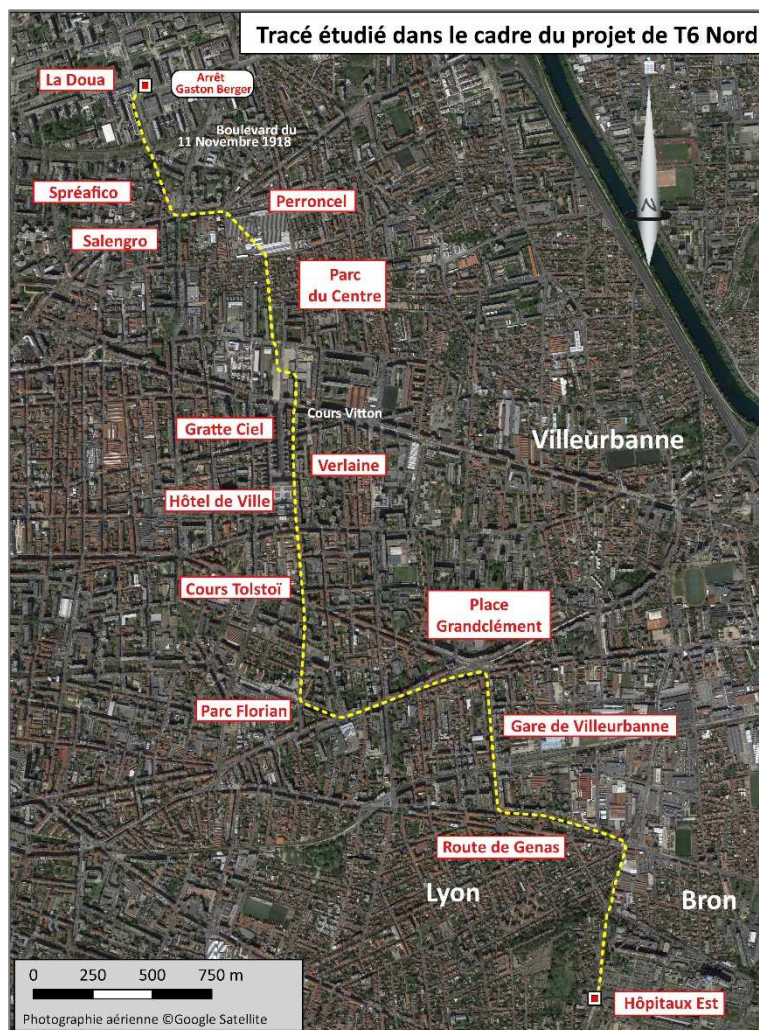 Tracé étudié dans le cadre du projet de T6 Nord
La Doua
Arrêt
Gaston Berger
Boulevard du
11 Novembre 1918
Spréafico
Perroncel
Salengro
Parc
du Centre
Cours Vitton
Gratte Ciel
Villeurbanne
Verlaine
Hôtel de Ville
Cours Tolstoï
Place
Grandclément
Parc Florian
Gare de Villeurbanne
Route de Genas
Lyon
Bron
0 250 500 750 m
Hôpitaux Est
Photographie aérienne ©Google Satellite